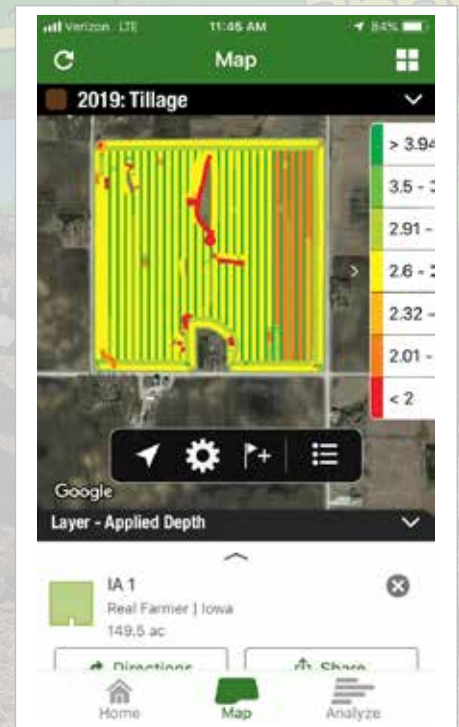 Verizon LTE 11:46 AM 84%
Map
2019: Tillage
> 3.94
3.5 -
2.91 -
2.6 -
2.32 -
2.01 -
< 2
Google
Layer - Applied Depth
IA 1
Real Farmer | Iowa
149.5 ac
Directions Share
Home Map Analyze